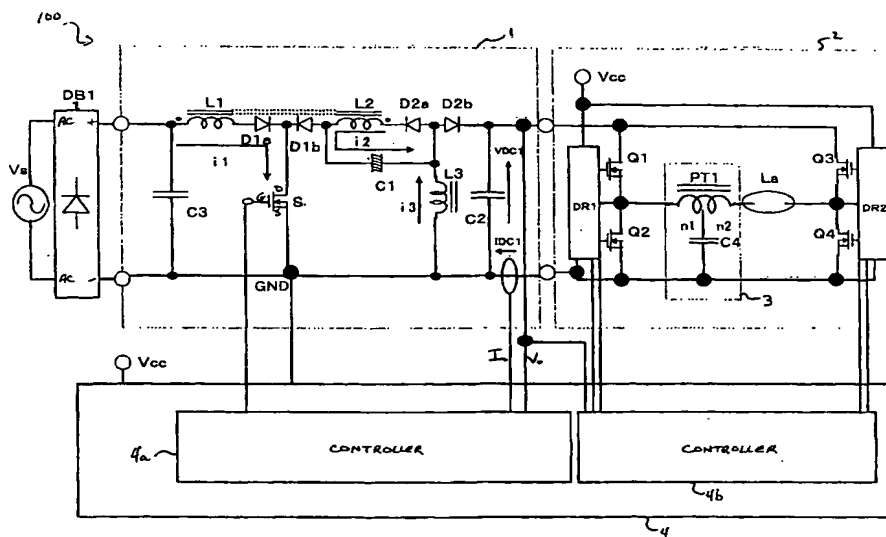 100
1
2
5
DB1
AC +
Vs
AC -
L1
L2
D2a
D2b
D1a
D1b
i1
i2
C1
C3
G
D
S
S.
L3
i3
C2
VDC1
IDC1
GND
Vcc
DR1
Q1
Q2
PT1
n1
n2
C4
La
3
Q3
Q4
DR2
Vcc
I.
V.
4a
CONTROLLER
CONTROLLER
4b
4